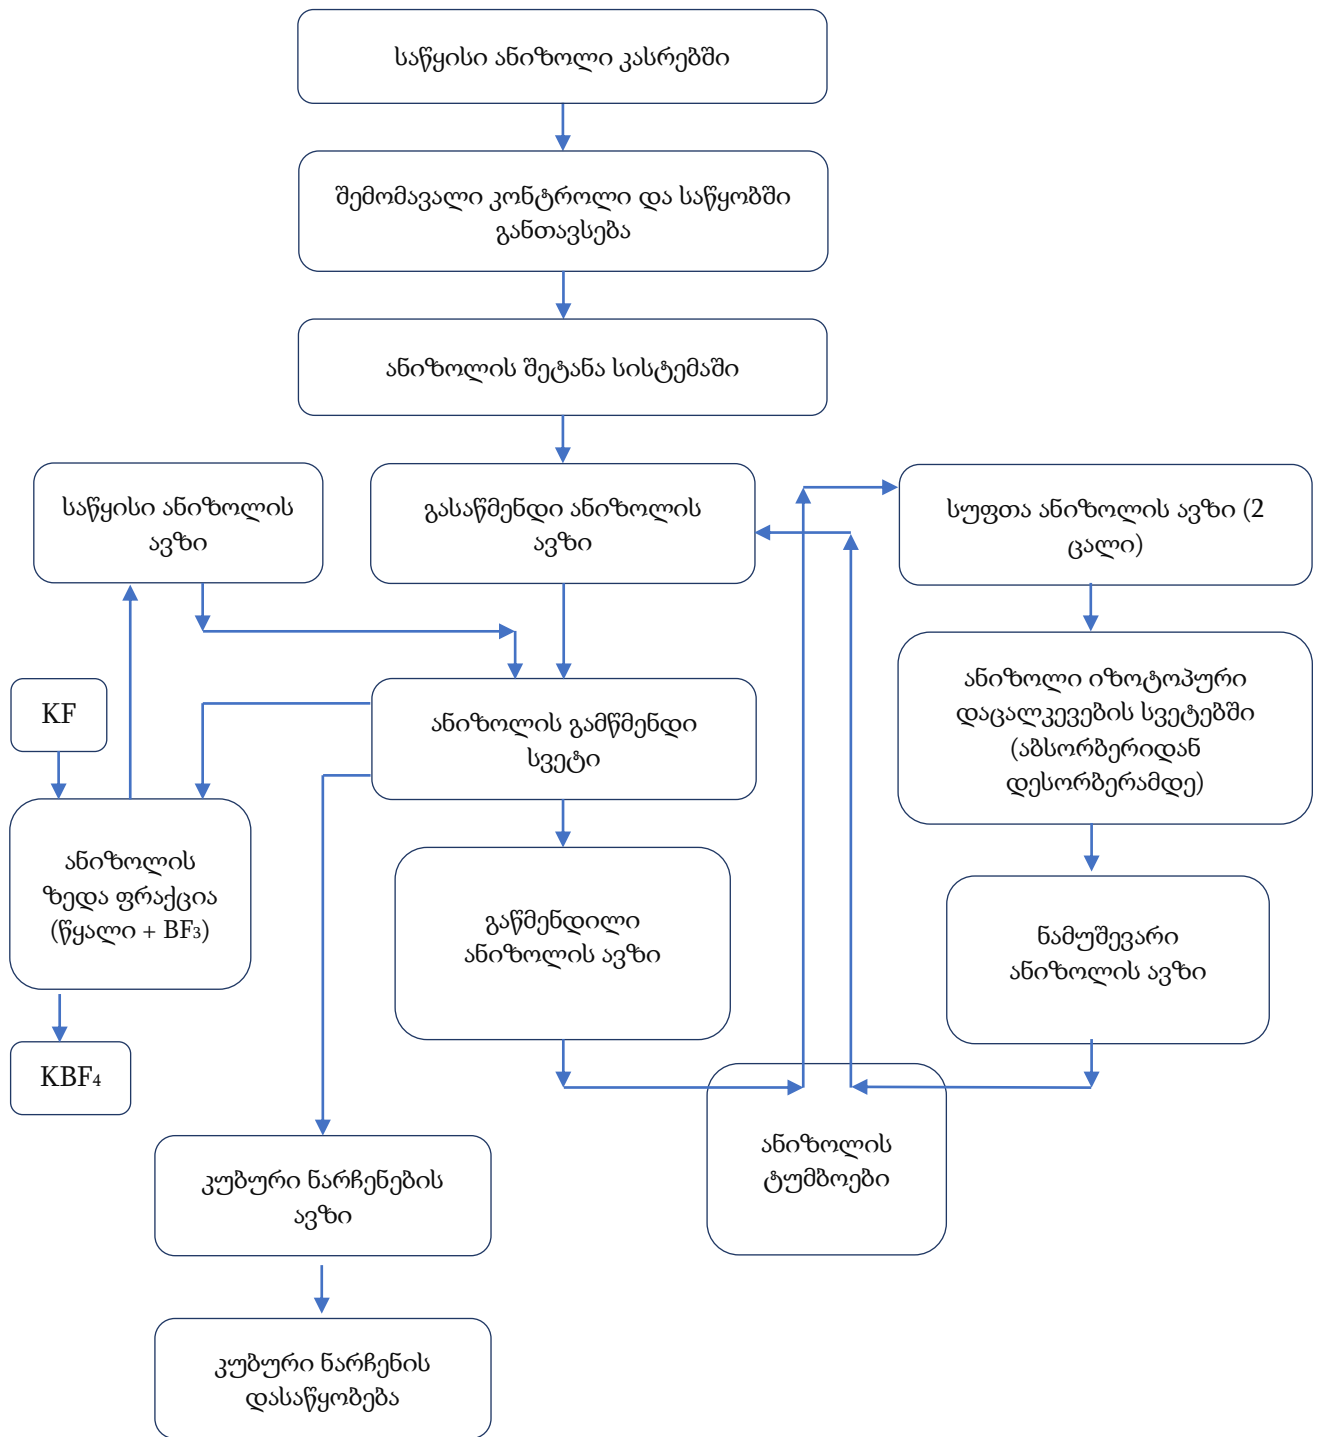 საწყისი ანიზოლი კასრებში
შემომავალი კონტროლი და საწყობში
განთავსება
ანიზოლის შეტანა სისტემაში
საწყისი ანიზოლის
ავზი
გასაწმენდი ანიზოლის
ავზი
სუფთა ანიზოლის ავზი (2
ცალი)
KF
ანიზოლის გამწმენდი
სვეტი
ანიზოლი იზოტოპური
დაცალკევების სვეტებში
(აბსორბერიდან
დესორბერამდე)
ანიზოლის
ზედა ფრაქცია
(წყალი + BF₃)
გაწმენდილი
ანიზოლის ავზი
ნამუშევარი
ანიზოლის ავზი
KBF₄
ანიზოლის
ტუმბოები
კუბური ნარჩენების
ავზი
კუბური ნარჩენის
დასაწყობება